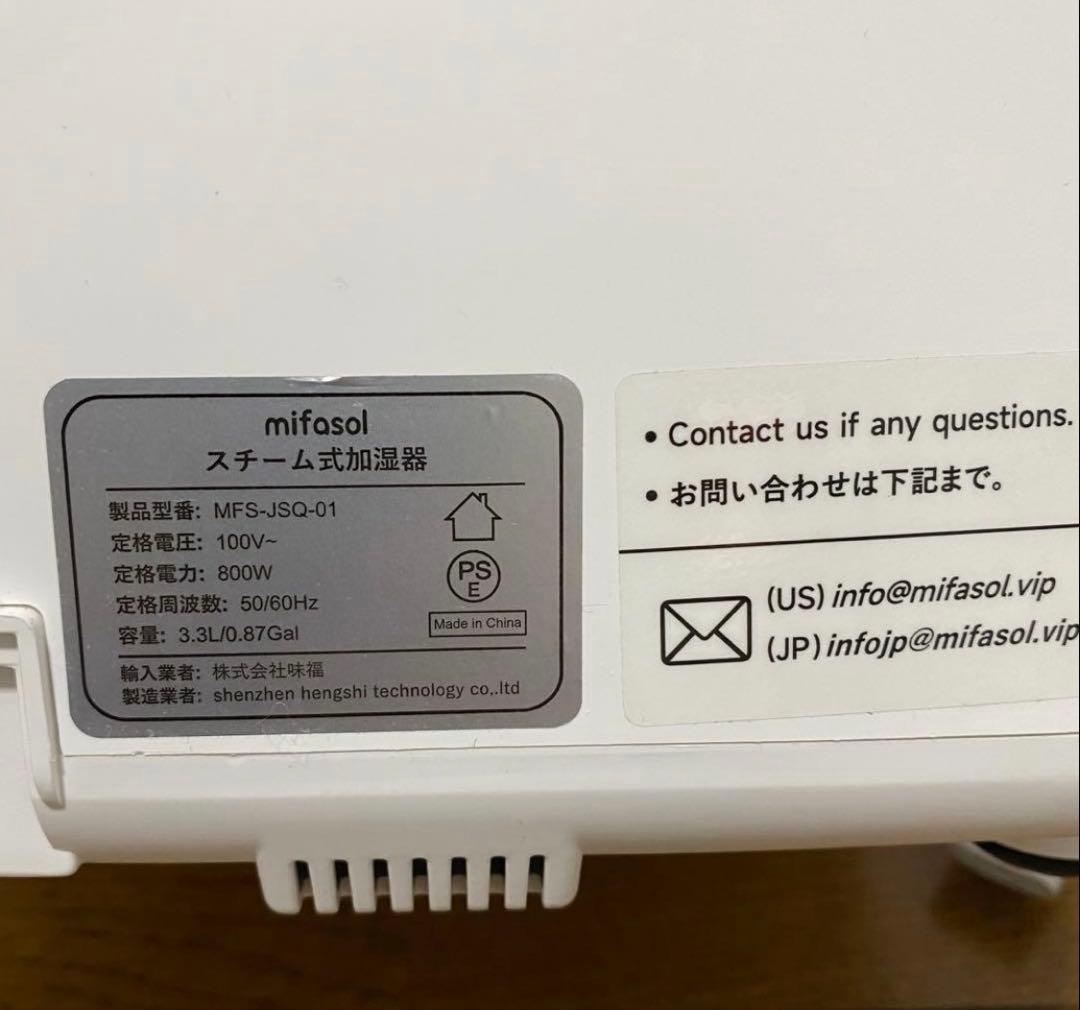 mifasol
スチーム式加湿器
製品型番: MFS-JSQ-01
定格電圧: 100V~
定格電力: 800W
定格周波数: 50/60Hz
容量: 3.3L/0.87Gal
PS
E
Made in China
輸入業者: 株式会社味福
製造業者: shenzhen hengshi technology co,.ltd
• Contact us if any questions.
• お問い合わせは下記まで。
(US) info@mifasol.vip
(JP) infojp@mifasol.vip